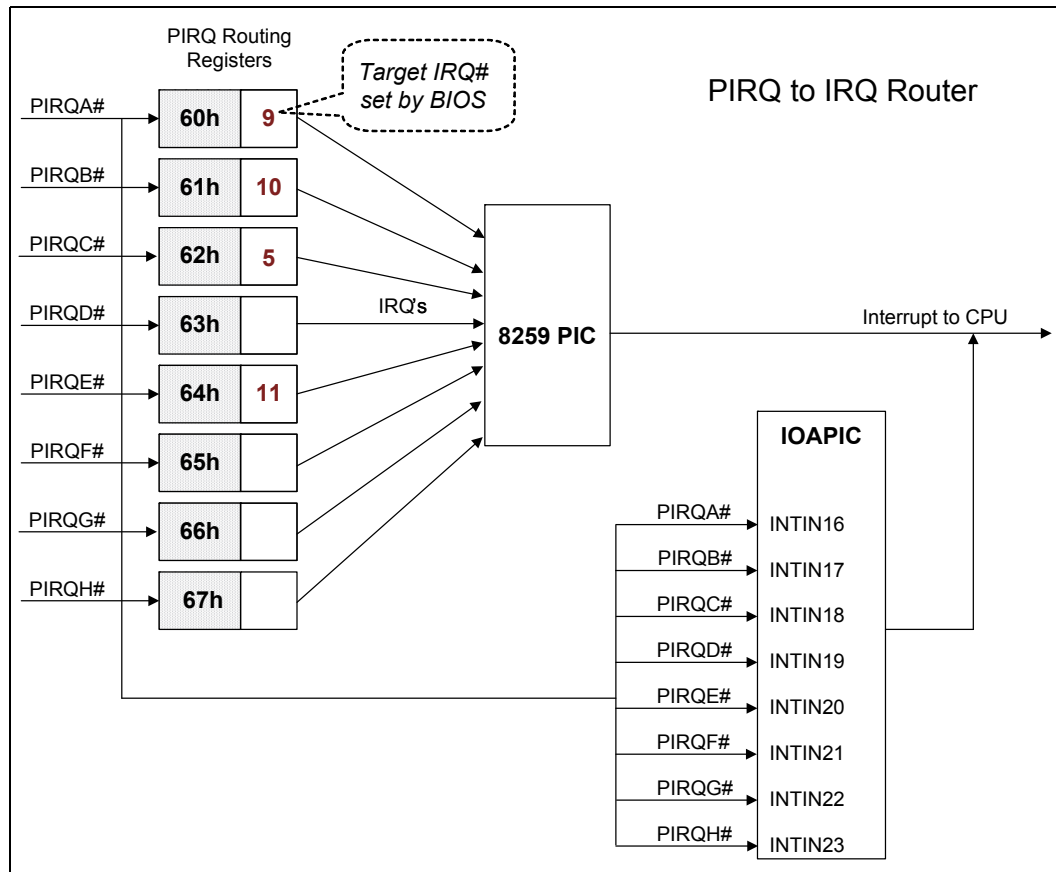 PIRQ Routing
Registers
Target IRQ#
set by BIOS
PIRQ to IRQ Router
PIRQA#
60h
9
PIRQB#
61h
10
PIRQC#
62h
5
PIRQD#
63h
IRQ's
PIRQE#
64h
11
PIRQF#
65h
PIRQG#
66h
PIRQH#
67h
8259 PIC
Interrupt to CPU
IOAPIC
PIRQA#
INTIN16
PIRQB#
INTIN17
PIRQC#
INTIN18
PIRQD#
INTIN19
PIRQE#
INTIN20
PIRQF#
INTIN21
PIRQG#
INTIN22
PIRQH#
INTIN23